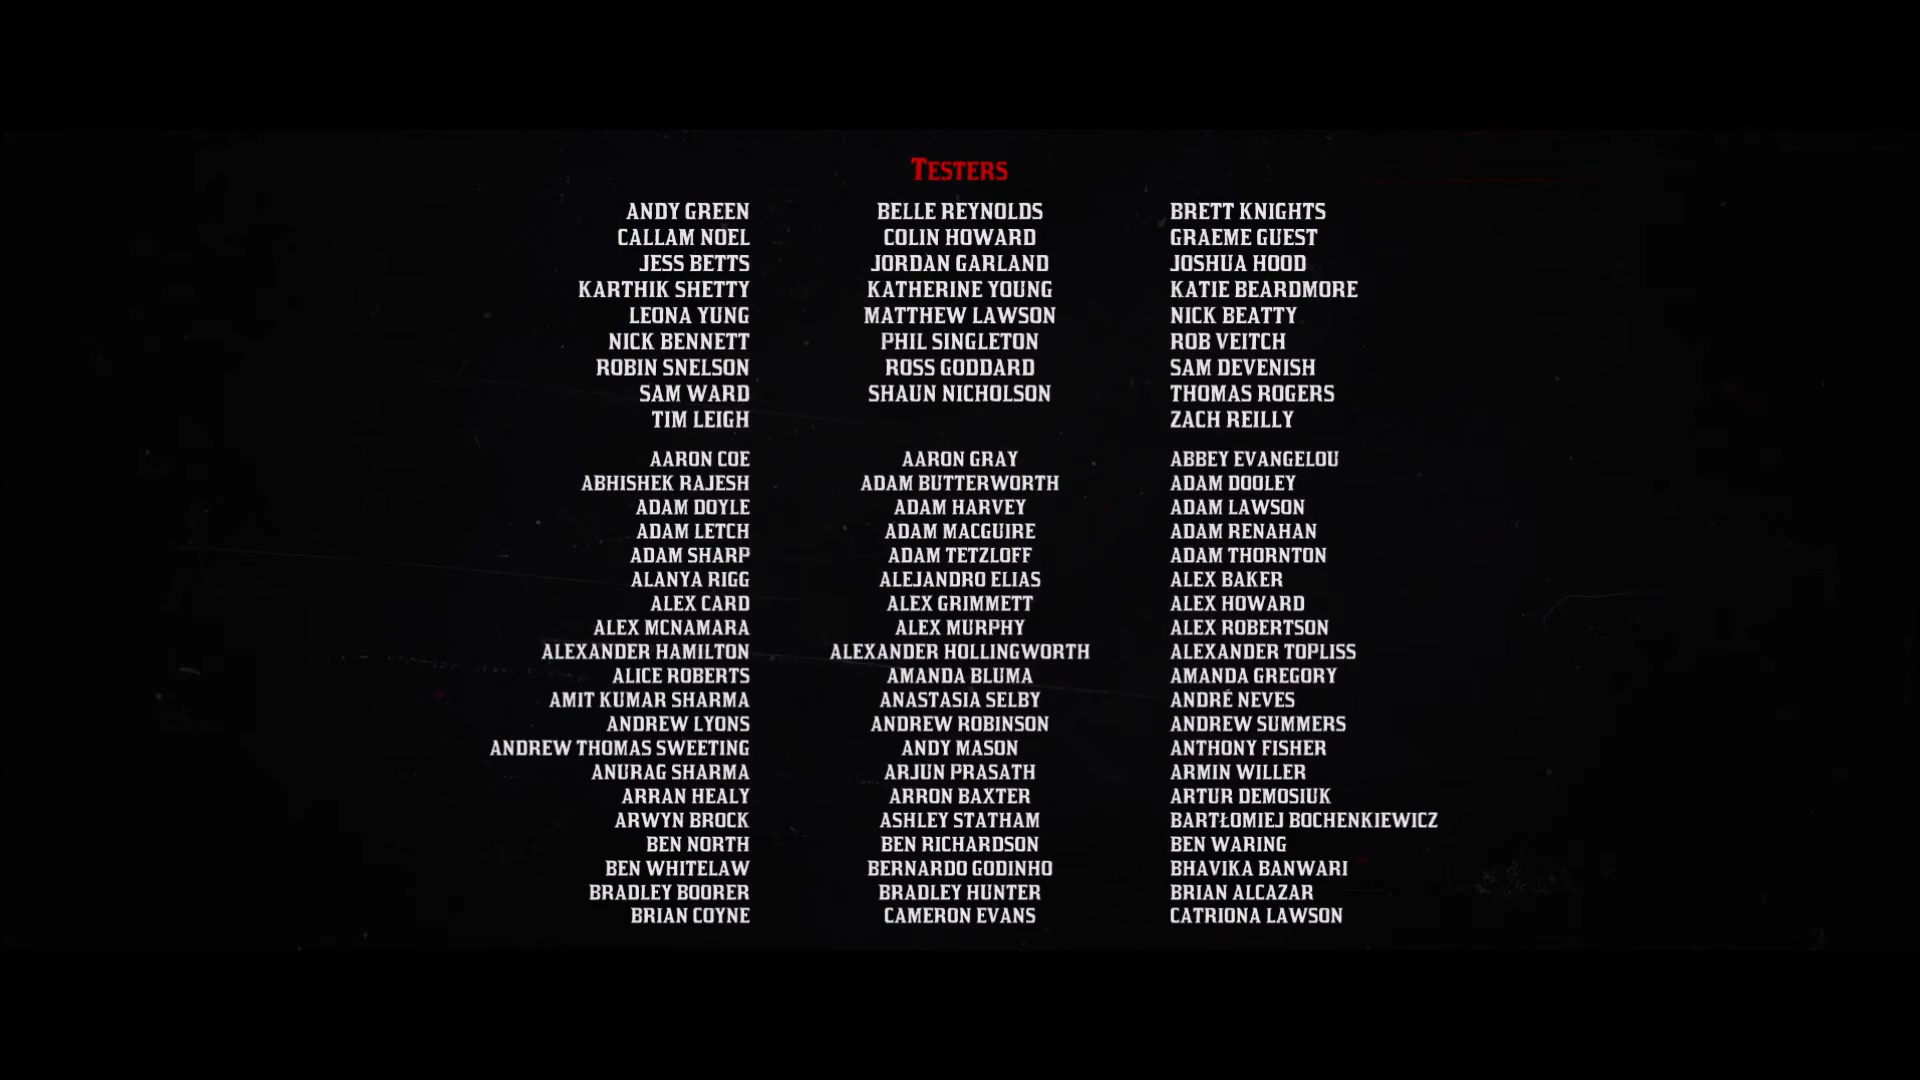 TESTERS
ANDY GREEN BELLE REYNOLDS BRETT KNIGHTS
CALLAM NOEL COLIN HOWARD GRAEME GUEST
JESS BETTS JORDAN GARLAND JOSHUA HOOD
KARTHIK SHETTY KATHERINE YOUNG KATIE BEARDMORE
LEONA YUNG MATTHEW LAWSON NICK BEATTY
NICK BENNETT PHIL SINGLETON ROB VEITCH
ROBIN SNELSON ROSS GODDARD SAM DEVENISH
SAM WARD SHAUN NICHOLSON THOMAS ROGERS
TIM LEIGH ZACH REILLY
AARON COE AARON GRAY ABBEY EVANGELOU
ABHISHEK RAJESH ADAM BUTTERWORTH ADAM DOOLEY
ADAM DOYLE ADAM HARVEY ADAM LAWSON
ADAM LETCH ADAM MACGUIRE ADAM RENAHAN
ADAM SHARP ADAM TETZLOFF ADAM THORNTON
ALANYA RIGG ALEJANDRO ELIAS ALEX BAKER
ALEX CARD ALEX GRIMMETT ALEX HOWARD
ALEX MCNAMARA ALEX MURPHY ALEX ROBERTSON
ALEXANDER HAMILTON ALEXANDER HOLLINGWORTH ALEXANDER TOPLISS
ALICE ROBERTS AMANDA BLUMA AMANDA GREGORY
AMIT KUMAR SHARMA ANASTASIA SELBY ANDRÉ NEVES
ANDREW LYONS ANDREW ROBINSON ANDREW SUMMERS
ANDREW THOMAS SWEETING ANDY MASON ANTHONY FISHER
ANURAG SHARMA ARJUN PRASATH ARMIN WILLER
ARRAN HEALY ARRON BAXTER ARTUR DEMOSIUK
ARWYN BROCK ASHLEY STATHAM BARTŁOMIEJ BOCHENKIEWICZ
BEN NORTH BEN RICHARDSON BEN WARING
BEN WHITELAW BERNARDO GODINHO BHAVIKA BANWARI
BRADLEY BOORER BRADLEY HUNTER BRIAN ALCAZAR
BRIAN COYNE CAMERON EVANS CATRIONA LAWSON